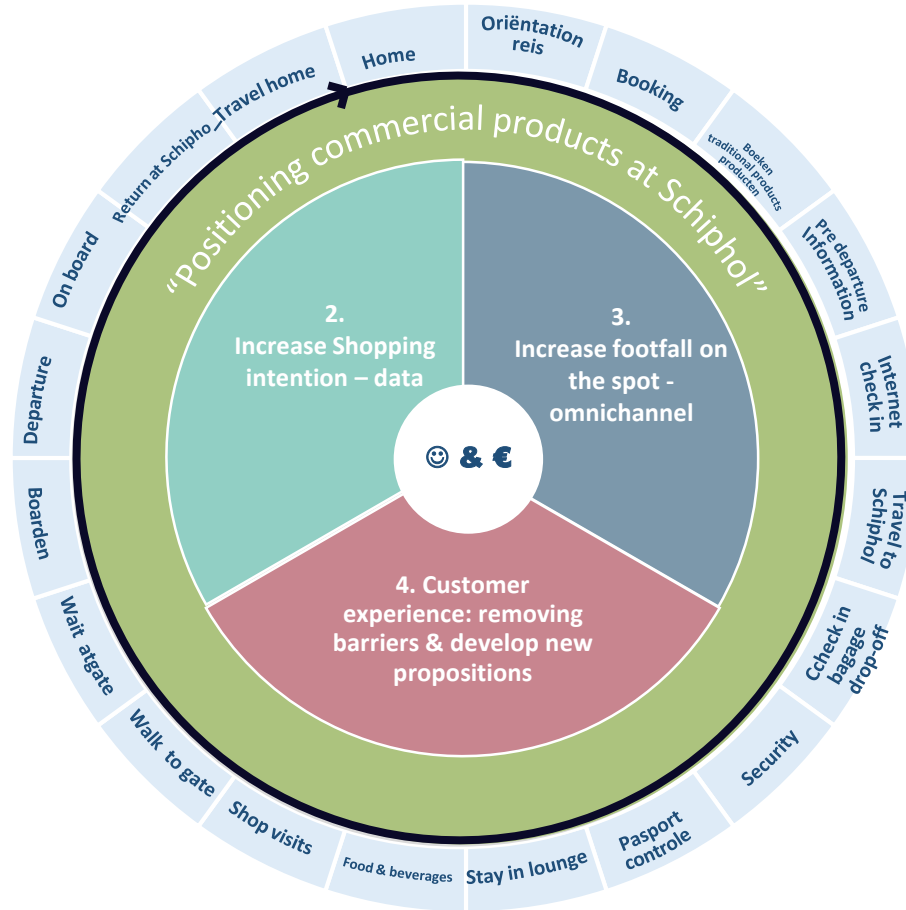 Home
Oriëntation
reis
Booking
Boeken
traditional products
producten
Pre departure
Information
Internet
check in
Travel to
Schiphol
Ccheck in
bagage
drop-off
Security
Pasport
controle
Stay in lounge
Food & beverages
Shop visits
Walk to gate
Wait atgate
Boarden
Departure
On board
Return at Schipho_
Travel home
“Positioning commercial products at Schiphol”
2.
Increase Shopping
intention – data
3.
Increase footfall on
the spot -
omnichannel
☺ & €
4. Customer
experience: removing
barriers & develop new
propositions